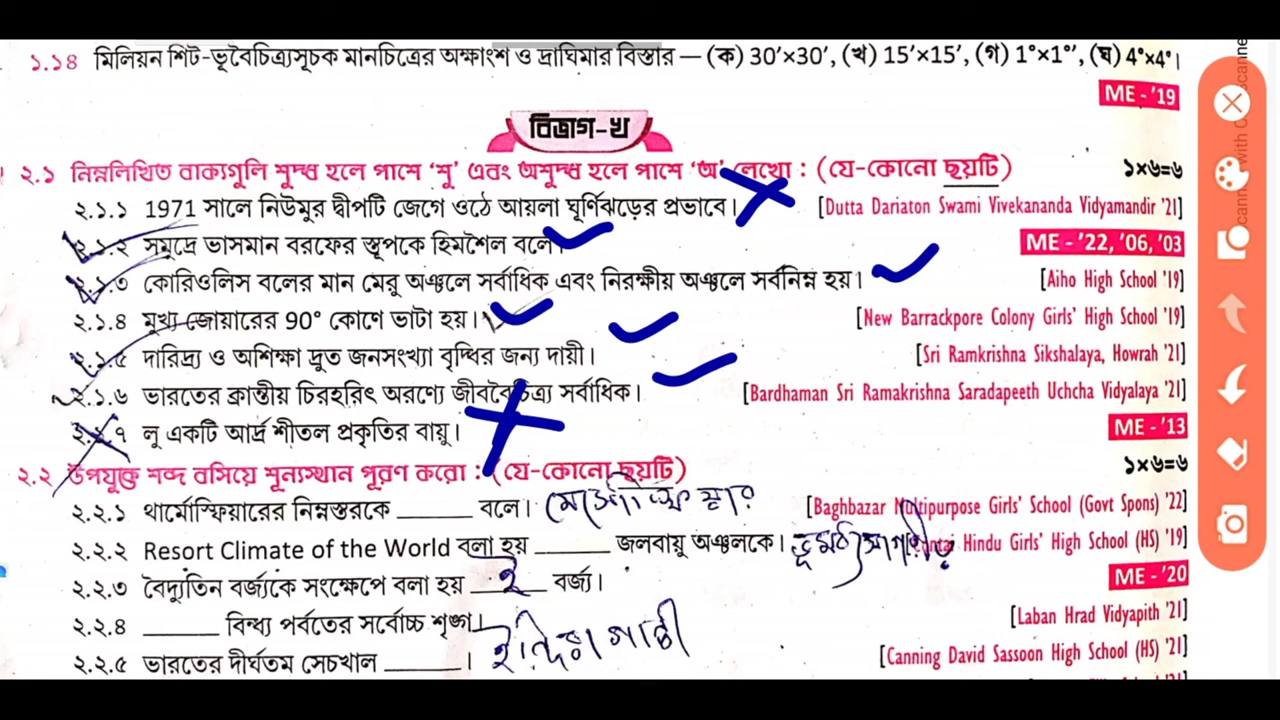 ১.১৪ মিলিয়ন শিট-ভূবৈচিত্র্যসূচক মানচিত্রের অক্ষাংশ ও দ্রাঘিমার বিস্তার — (ক) 30′×30′, (খ) 15′×15′, (গ) 1°×1°′, (ঘ) 4°×4°।
ME - '19
বিভাগ-খ
২.১ নিম্নলিখিত বাক্যগুলি শুদ্ধ হলে পাশে 'শু' এবং অশুদ্ধ হলে পাশে 'অ' লেখো : (যে-কোনো ছয়টি) ১×৬=৬
২.১.১ 1971 সালে নিউমুর দ্বীপটি জেগে ওঠে আয়লা ঘূর্ণিঝড়ের প্রভাবে। [Dutta Dariaton Swami Vivekananda Vidyamandir '21]
২.১.২ সমুদ্রে ভাসমান বরফের স্তূপকে হিমশৈল বলে। ME - '22, '06, '03
২.১.৩ কোরিওলিস বলের মান মেরু অঞ্চলে সর্বাধিক এবং নিরক্ষীয় অঞ্চলে সর্বনিম্ন হয়। [Aiho High School '19]
২.১.৪ মুখ্য জোয়ারের 90° কোণে ভাটা হয়। [New Barrackpore Colony Girls' High School '19]
২.১.৫ দারিদ্র্য ও অশিক্ষা দ্রুত জনসংখ্যা বৃদ্ধির জন্য দায়ী। [Sri Ramkrishna Sikshalaya, Howrah '21]
২.১.৬ ভারতের ক্রান্তীয় চিরহরিৎ অরণ্যে জীববৈচিত্র্য সর্বাধিক। [Bardhaman Sri Ramakrishna Saradapeeth Uchcha Vidyalaya '21]
২.১.৭ লু একটি আর্দ্র শীতল প্রকৃতির বায়ু। ME - '13
২.২ উপযুক্ত শব্দ বসিয়ে শূন্যস্থান পূরণ করো : (যে-কোনো ছয়টি) ১×৬=৬
২.২.১ থার্মোস্ফিয়ারের নিম্নস্তরকে ______ বলে। [Baghbazar Multipurpose Girls' School (Govt Spons) '22]
২.২.২ Resort Climate of the World বলা হয় ______ জলবায়ু অঞ্চলকে। ভূমধ্যসাগরীয় Contai Hindu Girls' High School (HS) '19]
২.২.৩ বৈদ্যুতিন বর্জ্যকে সংক্ষেপে বলা হয় ___ই___ বর্জ্য। ME - '20
২.২.৪ ______ বিন্ধ্য পর্বতের সর্বোচ্চ শৃঙ্গ। [Laban Hrad Vidyapith '21]
২.২.৫ ভারতের দীর্ঘতম সেচখাল ______। ইন্দিরা গান্ধী [Canning David Sassoon High School (HS) '21]